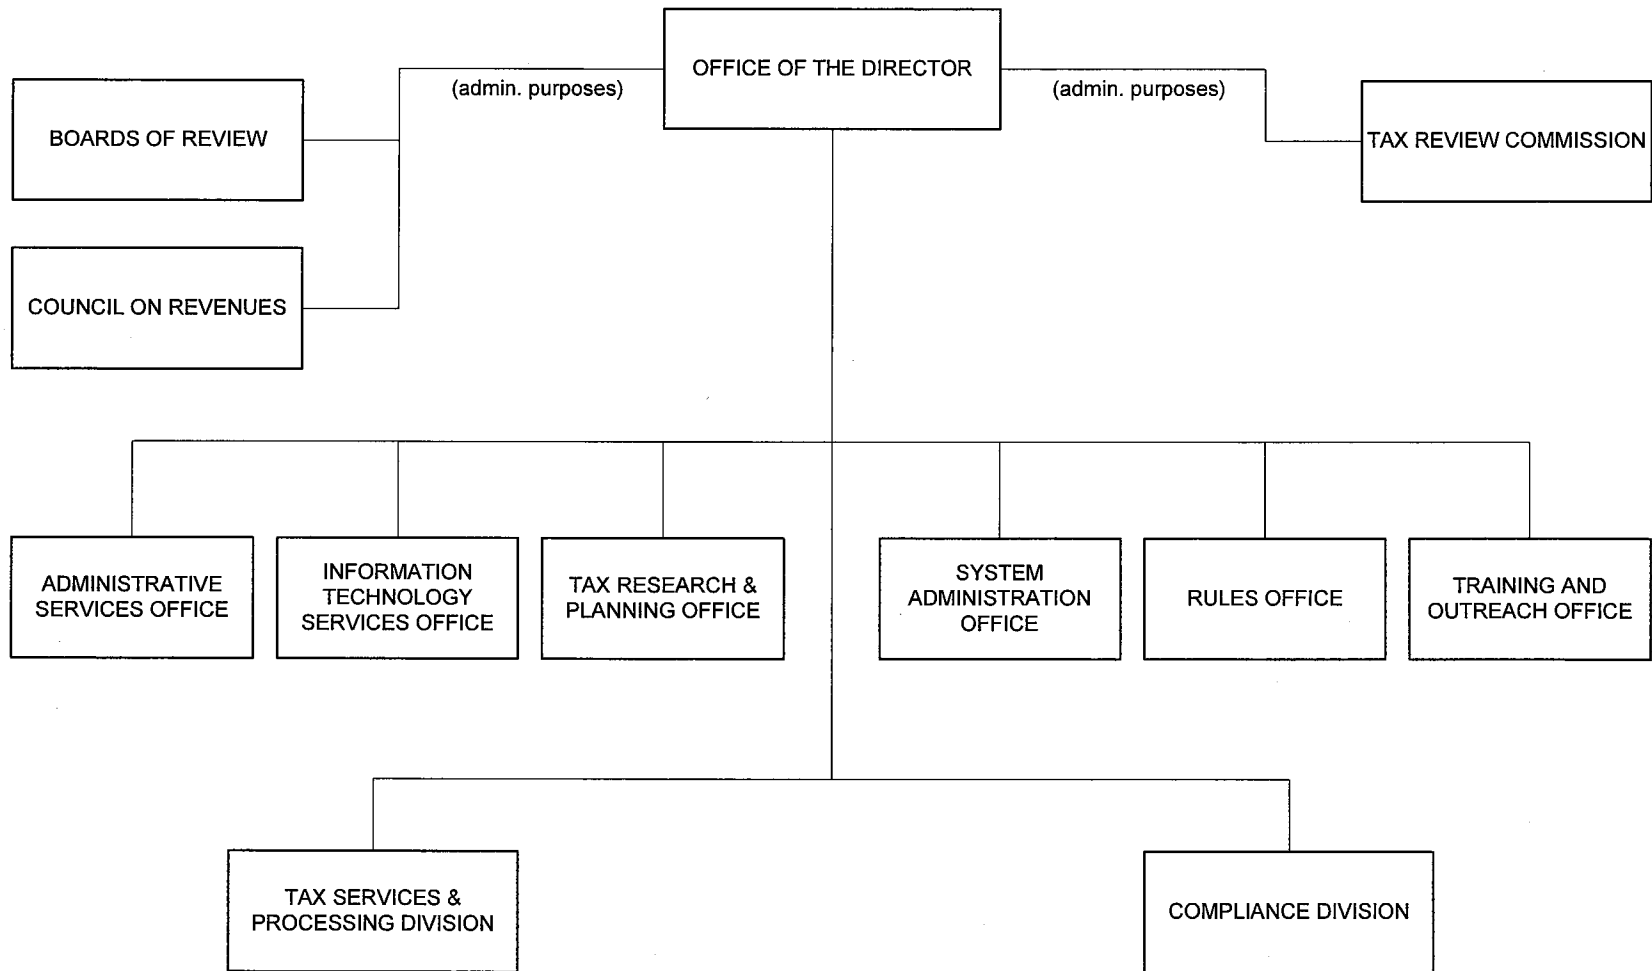 OFFICE OF THE DIRECTOR
(admin. purposes)
(admin. purposes)
BOARDS OF REVIEW
TAX REVIEW COMMISSION
COUNCIL ON REVENUES
ADMINISTRATIVE
SERVICES OFFICE
INFORMATION
TECHNOLOGY
SERVICES OFFICE
TAX RESEARCH &
PLANNING OFFICE
SYSTEM
ADMINISTRATION
OFFICE
RULES OFFICE
TRAINING AND
OUTREACH OFFICE
TAX SERVICES &
PROCESSING DIVISION
COMPLIANCE DIVISION